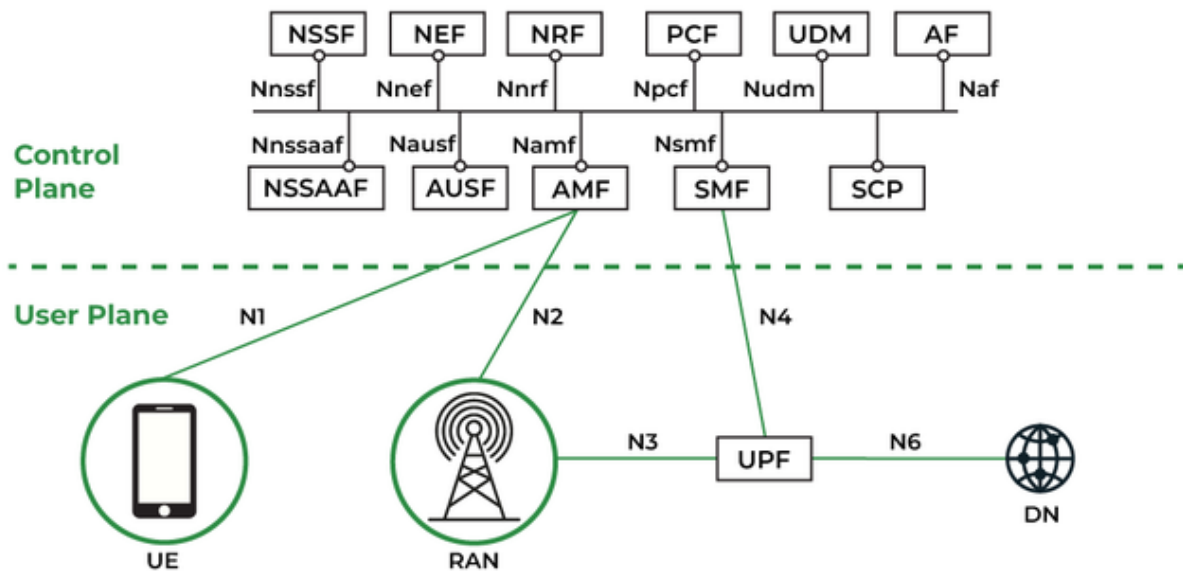 NSSF NEF NRF PCF UDM AF
Nnssf Nnef Nnrf Npcf Nudm Naf
Nnssaaf Nausf Namf Nsmf
Control
Plane
NSSAAF AUSF AMF SMF SCP
User Plane
N1 N2 N4
N3 N6
UPF
DN
UE RAN